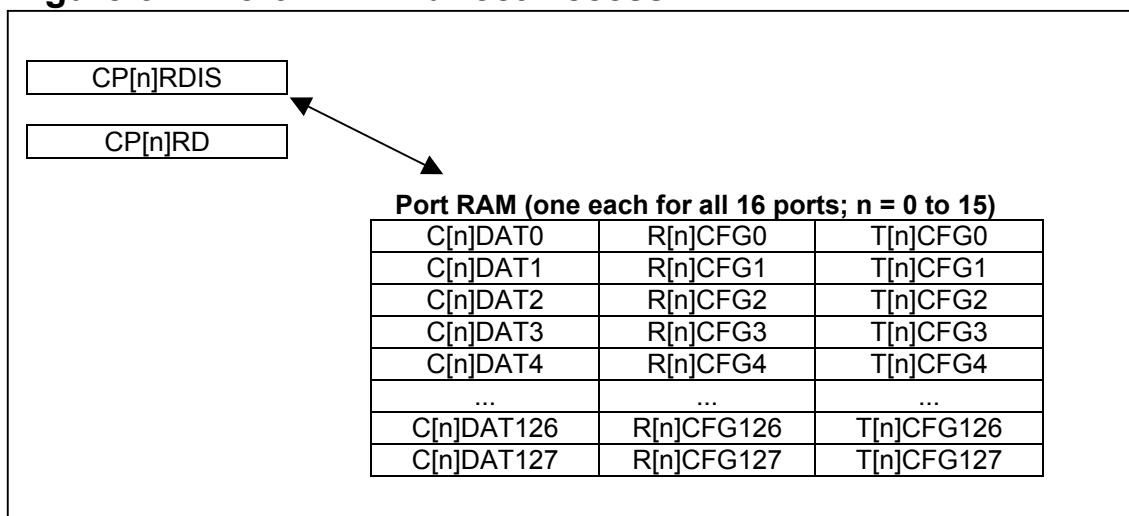 CP[n]RDIS
CP[n]RD
Port RAM (one each for all 16 ports; n = 0 to 15)
C[n]DAT0 R[n]CFG0 T[n]CFG0
C[n]DAT1 R[n]CFG1 T[n]CFG1
C[n]DAT2 R[n]CFG2 T[n]CFG2
C[n]DAT3 R[n]CFG3 T[n]CFG3
C[n]DAT4 R[n]CFG4 T[n]CFG4
... ... ...
C[n]DAT126 R[n]CFG126 T[n]CFG126
C[n]DAT127 R[n]CFG127 T[n]CFG127